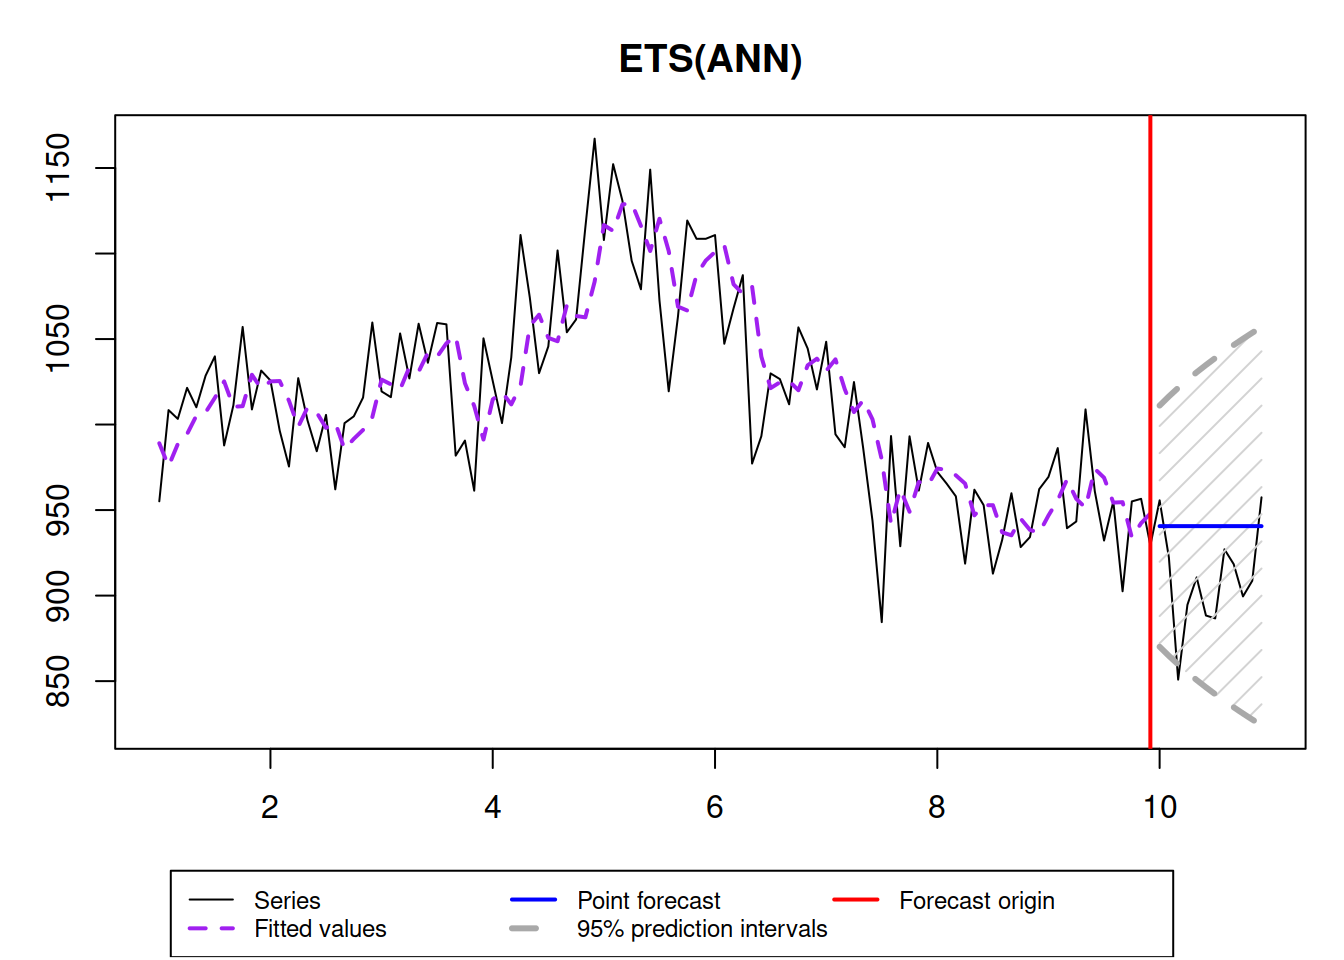 ETS(ANN)
1150
1050
950
900
850
2 4 6 8 10
Series Point forecast Forecast origin
Fitted values 95% prediction intervals